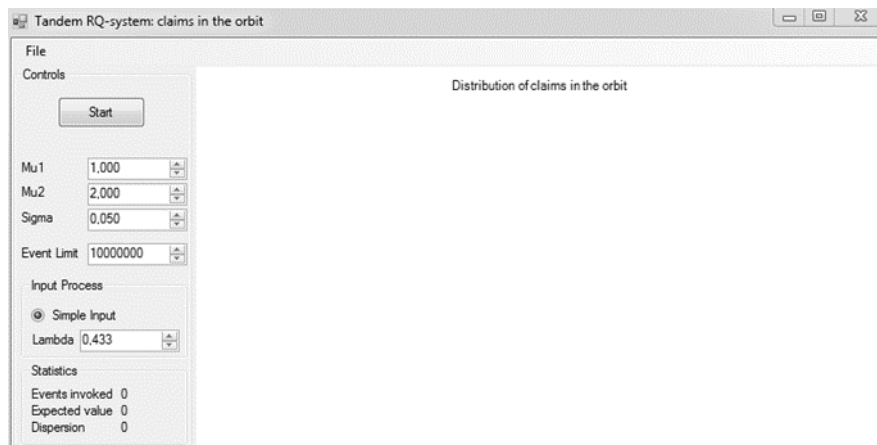 Tandem RQ-system: claims in the orbit
File
Controls
Start
Distribution of claims in the orbit
Mu1 1,000
Mu2 2,000
Sigma 0,050
Event Limit 10000000
Input Process
Simple Input
Lambda 0,433
Statistics
Events invoked 0
Expected value 0
Dispersion 0